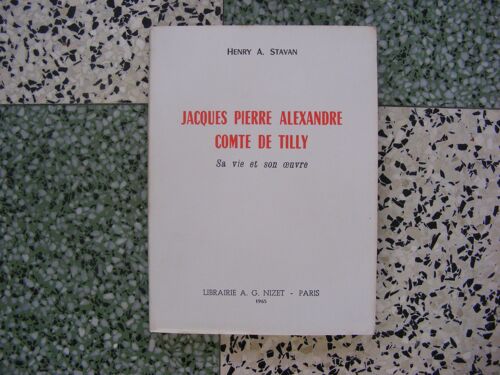 HENRY A. STAVAN
JACQUES PIERRE ALEXANDRE
COMTE DE TILLY
Sa vie et son œuvre
LIBRAIRIE A. G. NIZET - PARIS
1965